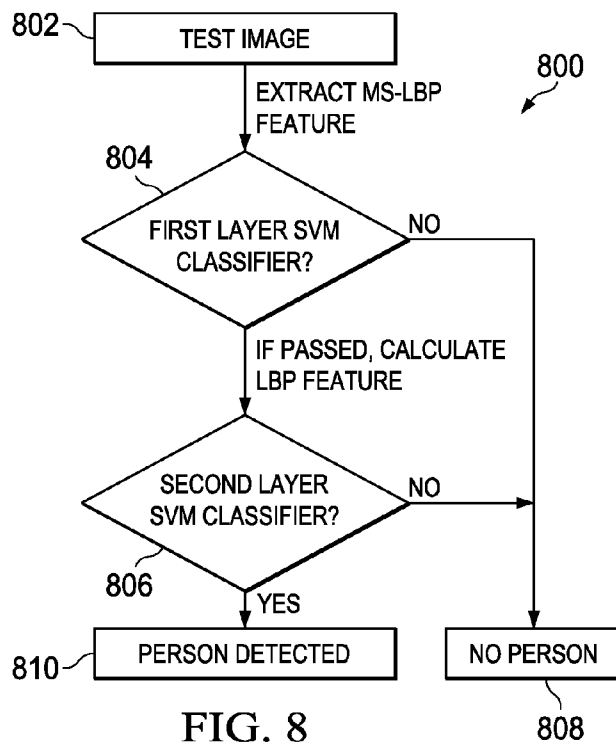 802
TEST IMAGE
800
EXTRACT MS-LBP
FEATURE
804
FIRST LAYER SVM
CLASSIFIER?
NO
IF PASSED, CALCULATE
LBP FEATURE
SECOND LAYER
SVM CLASSIFIER?
NO
806
YES
810
PERSON DETECTED
NO PERSON
808
FIG. 8